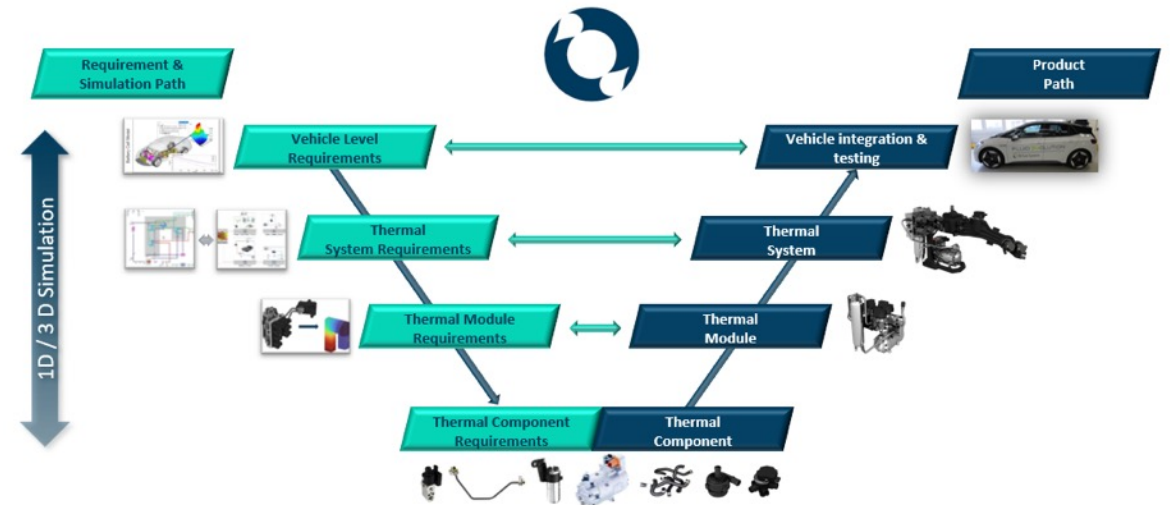 Requirement &
Simulation Path
Product
Path
Vehicle Level
Requirements
Vehicle integration &
testing
Thermal
System Requirements
Thermal
System
Thermal Module
Requirements
Thermal
Module
Thermal Component
Requirements
Thermal
Component
1D / 3 D Simulation